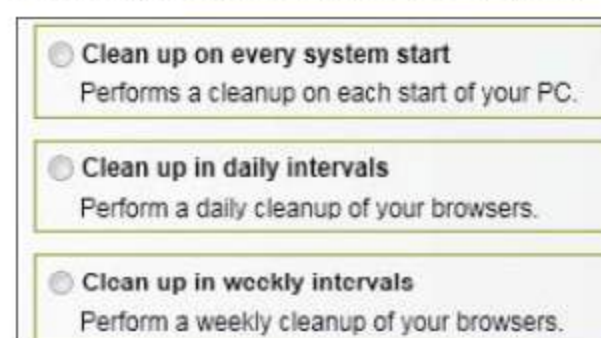 Clean up on every system start
Performs a cleanup on each start of your PC.
Clean up in daily intervals
Perform a daily cleanup of your browsers.
Clean up in weekly intervals
Perform a weekly cleanup of your browsers.